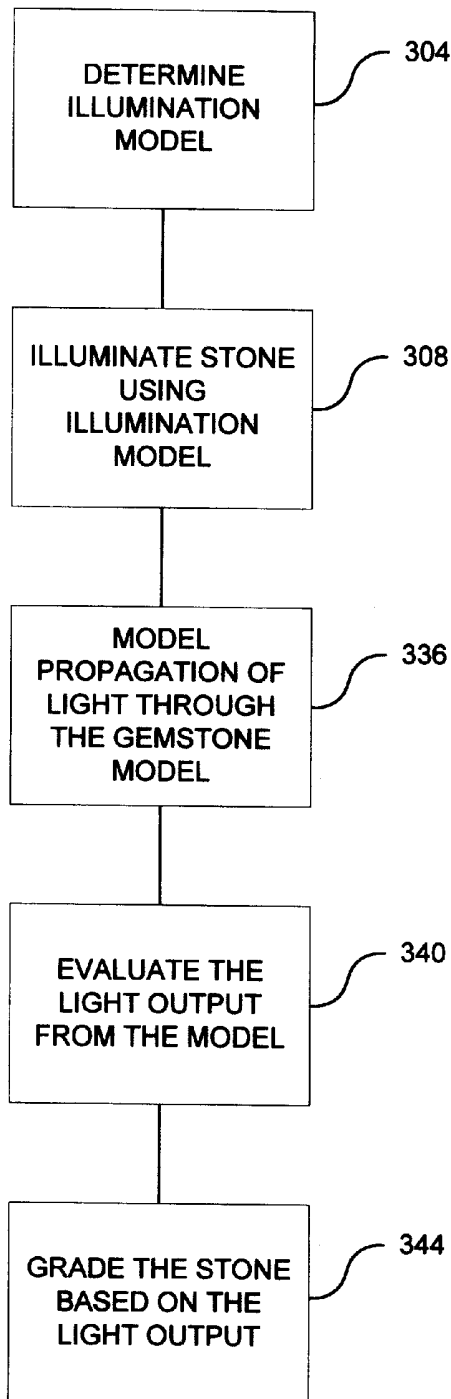 DETERMINE
ILLUMINATION
MODEL
304
ILLUMINATE STONE
USING
ILLUMINATION
MODEL
308
MODEL
PROPAGATION OF
LIGHT THROUGH
THE GEMSTONE
MODEL
336
EVALUATE THE
LIGHT OUTPUT
FROM THE MODEL
340
GRADE THE STONE
BASED ON THE
LIGHT OUTPUT
344